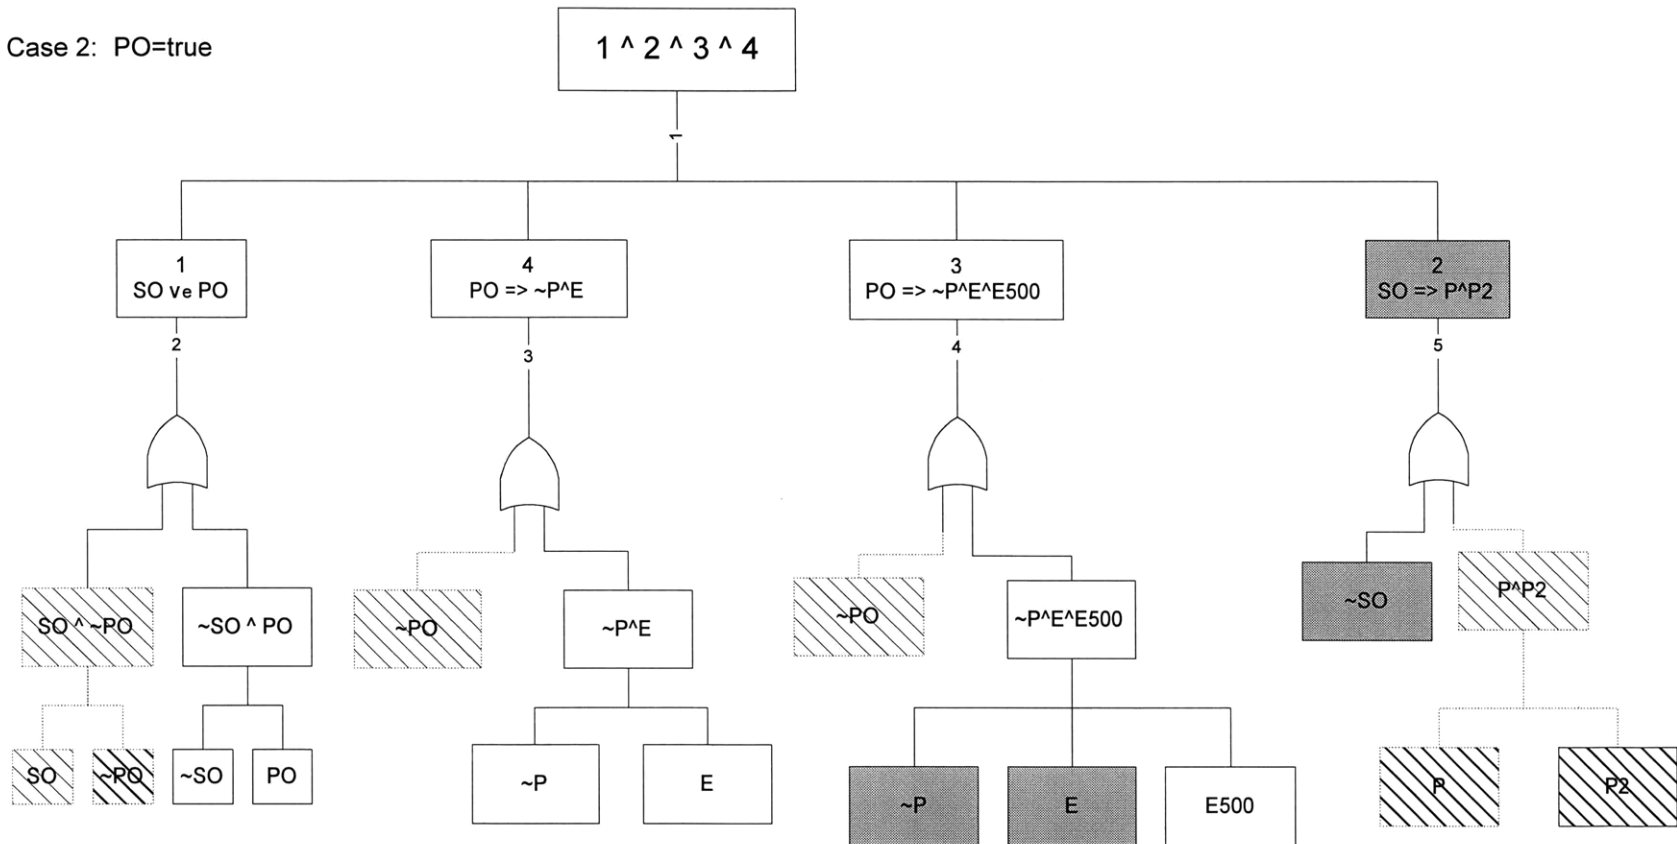 Case 2: PO=true
1 ^ 2 ^ 3 ^ 4
1
1
SO ve PO
4
PO => ~P^E
3
PO => ~P^E^E500
2
SO => P^P2
2
3
4
5
SO ^ ~PO
~SO ^ PO
~PO
~P^E
~PO
~P^E^E500
~SO
P^P2
SO
~PO
~SO
PO
~P
E
~P
E
E500
P
P2